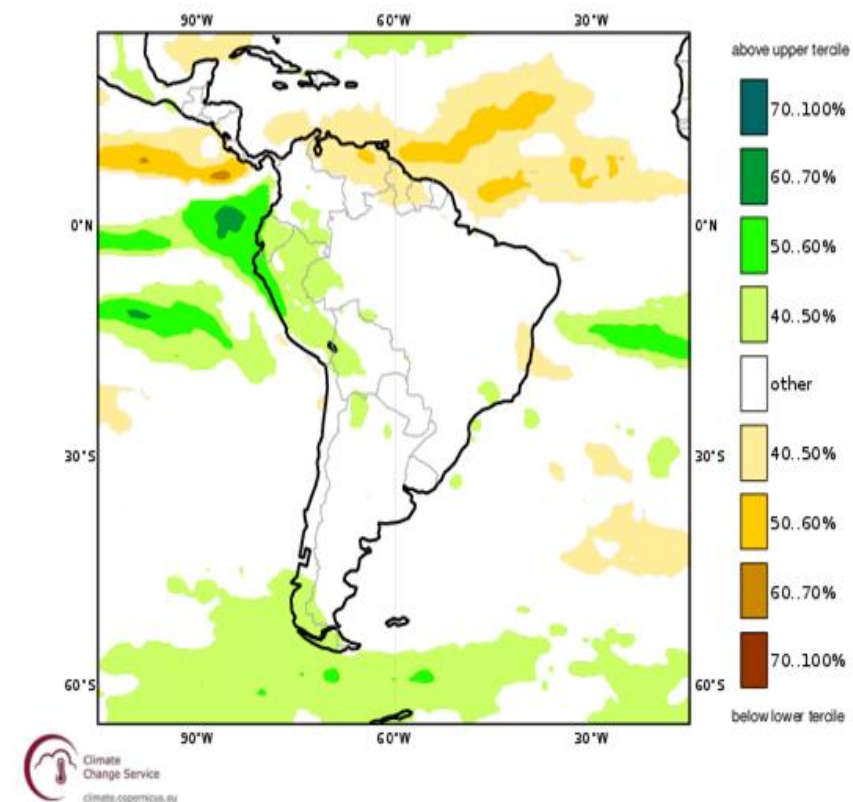 90°W 60°W 30°W
above upper tercile
70..100%
60..70%
0°N 0°N
50..60%
40..50%
other
40..50%
30°S 30°S
50..60%
60..70%
70..100%
60°S 60°S
below lower tercile
90°W 60°W 30°W
Climate
Change Service
climate.copernicus.eu